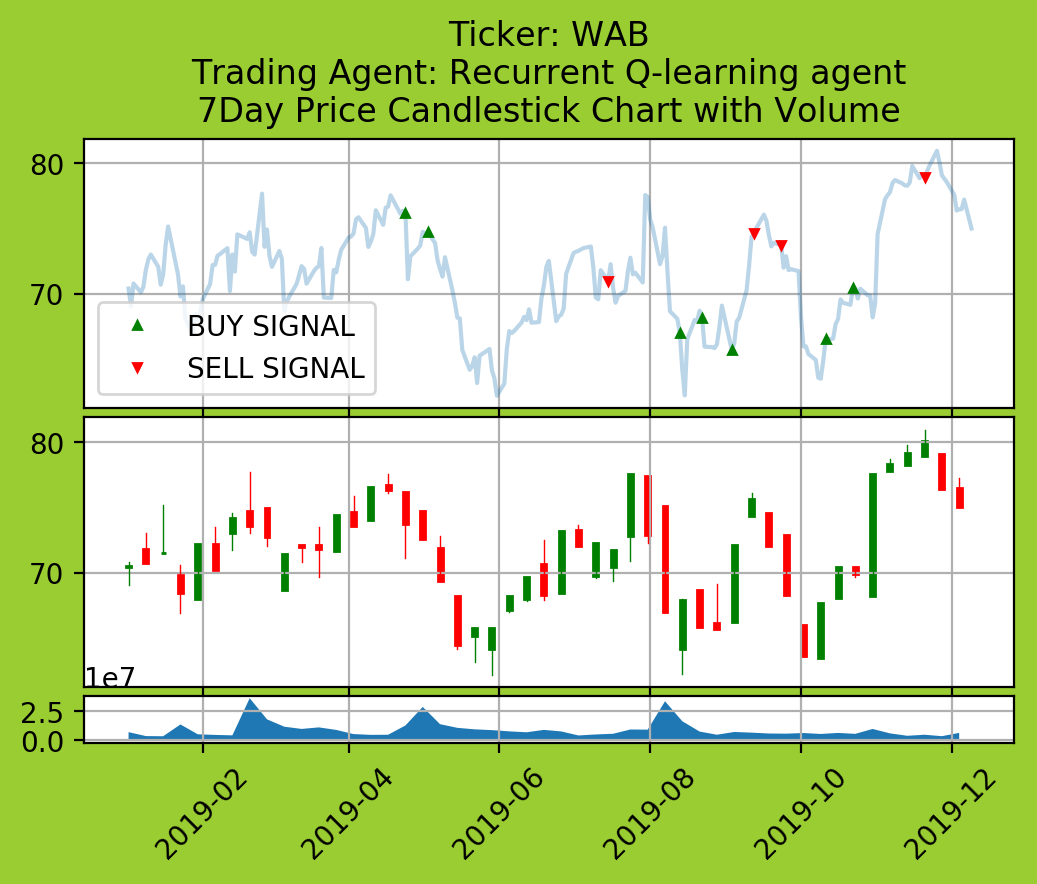 Ticker: WAB
Trading Agent: Recurrent Q-learning agent
7Day Price Candlestick Chart with Volume
80
70
BUY SIGNAL
SELL SIGNAL
80
70
1e7
2.5
0.0
2019-02
2019-04
2019-06
2019-08
2019-10
2019-12